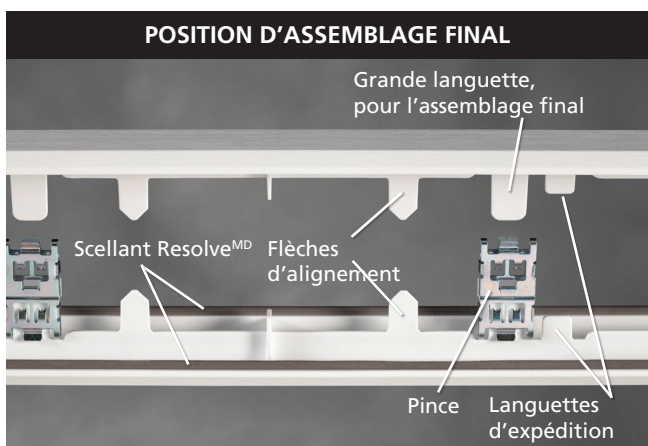 POSITION D'ASSEMBLAGE FINAL
Grande languette,
pour l'assemblage final
Scellant Resolve^MD
Flèches
d'alignement
Pince
Languettes
d'expédition